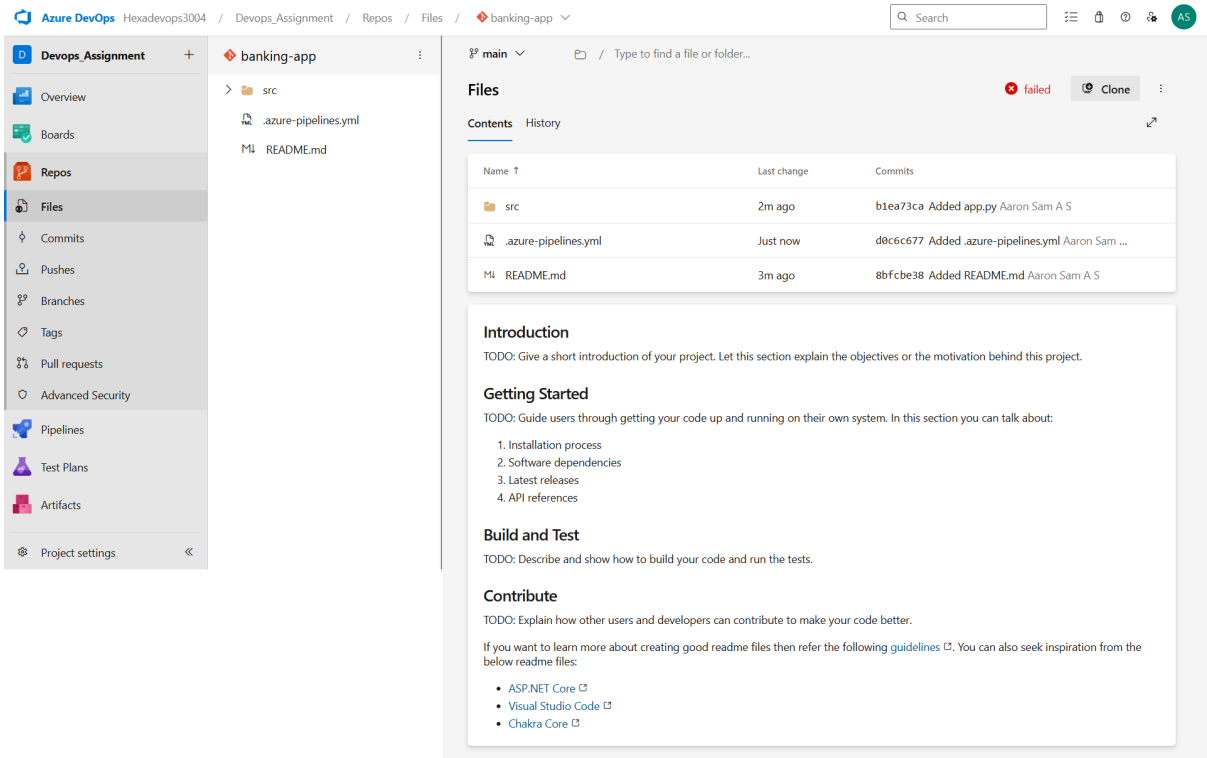 Azure DevOps Hexadevops3004 / Devops_Assignment / Repos / Files / banking-app Search AS
D Devops_Assignment +
Overview
Boards
Repos
Files
Commits
Pushes
Branches
Tags
Pull requests
Advanced Security
Pipelines
Test Plans
Artifacts
Project settings
banking-app
src
YML .azure-pipelines.yml
M↓ README.md
main / Type to find a file or folder...
Files failed Clone
Contents History
Name ↑ Last change Commits
src 2m ago b1ea73ca Added app.py Aaron Sam A S
YML .azure-pipelines.yml Just now d0c6c677 Added .azure-pipelines.yml Aaron Sam ...
M↓ README.md 3m ago 8bfcbe38 Added README.md Aaron Sam A S
Introduction
TODO: Give a short introduction of your project. Let this section explain the objectives or the motivation behind this project.
Getting Started
TODO: Guide users through getting your code up and running on their own system. In this section you can talk about:
1. Installation process
2. Software dependencies
3. Latest releases
4. API references
Build and Test
TODO: Describe and show how to build your code and run the tests.
Contribute
TODO: Explain how other users and developers can contribute to make your code better.
If you want to learn more about creating good readme files then refer the following guidelines. You can also seek inspiration from the
below readme files:
• ASP.NET Core
• Visual Studio Code
• Chakra Core